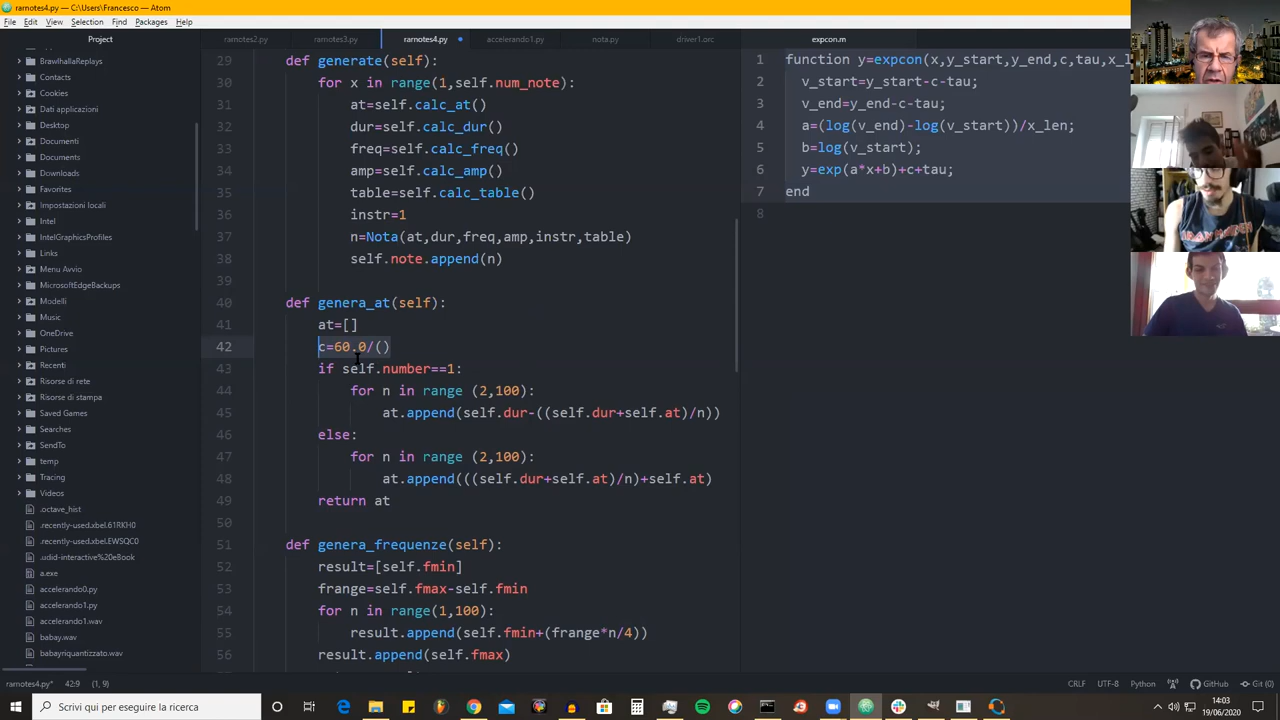 ramotes4.py — C:\Users\Francesco — Atom
File Edit View Selection Find Packages Help
Project
ramotes2.py ramotes3.py ramotes4.py accelerando1.py nota.py driver1.orc expcon.m
BrawlhallaReplays
Contacts
Cookies
Dati applicazioni
Desktop
Documenti
Documents
Downloads
Favorites
Impostazioni locali
Intel
IntelGraphicsProfiles
Links
Menu Avvio
MicrosoftEdgeBackups
Modelli
Music
OneDrive
Pictures
Recenti
Risorse di rete
Risorse di stampa
Saved Games
Searches
SendTo
temp
Tracing
Videos
.octave_hist
.recently-used.xbel.61RKH0
.recently-used.xbel.EWSQC0
.udid-interactive%20eBook
a.exe
accelerando0.py
accelerando1.py
accelerando1.wav
babay.wav
babayriquantizzato.wav
29 def generate(self):
30 for x in range(1,self.num_note):
31 at=self.calc_at()
32 dur=self.calc_dur()
33 freq=self.calc_freq()
34 amp=self.calc_amp()
35 table=self.calc_table()
36 instr=1
37 n=Nota(at,dur,freq,amp,instr,table)
38 self.note.append(n)
39
40 def genera_at(self):
41 at=[]
42 c=60.0/()
43 if self.number==1:
44 for n in range (2,100):
45 at.append(self.dur-((self.dur+self.at)/n))
46 else:
47 for n in range (2,100):
48 at.append(((self.dur+self.at)/n)+self.at)
49 return at
50
51 def genera_frequenze(self):
52 result=[self.fmin]
53 frange=self.fmax-self.fmin
54 for n in range(1,100):
55 result.append(self.fmin+(frange*n/4))
56 result.append(self.fmax)
1 function y=expcon(x,y_start,y_end,c,tau,x_l
2 v_start=y_start-c-tau;
3 v_end=y_end-c-tau;
4 a=(log(v_end)-log(v_start))/x_len;
5 b=log(v_start);
6 y=exp(a*x+b)+c+tau;
7 end
8
IRON MAIDEN
ramotes4.py* 42:9 (1, 9) CRLF UTF-8 Python GitHub Git (0)
Scrivi qui per eseguire la ricerca
14:03
19/06/2020